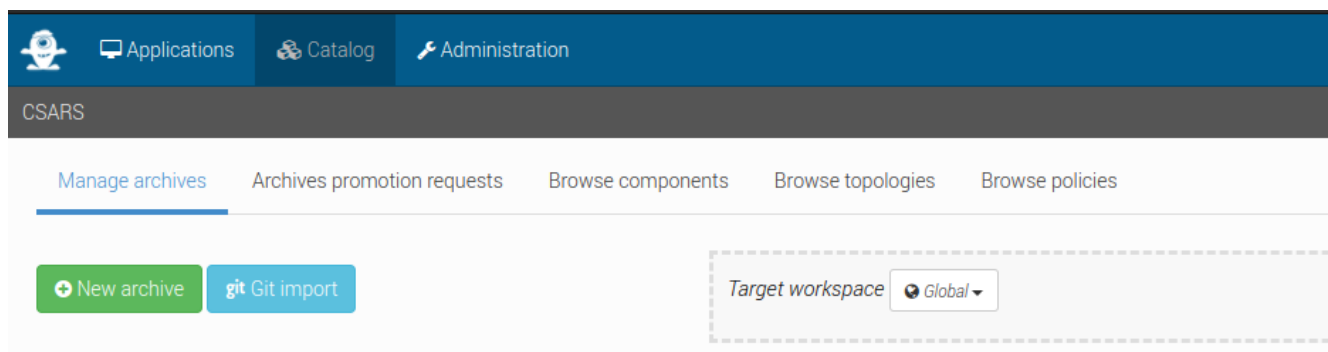 Applications Catalog Administration
CSARS
Manage archives Archives promotion requests Browse components Browse topologies Browse policies
New archive git Git import Target workspace Global